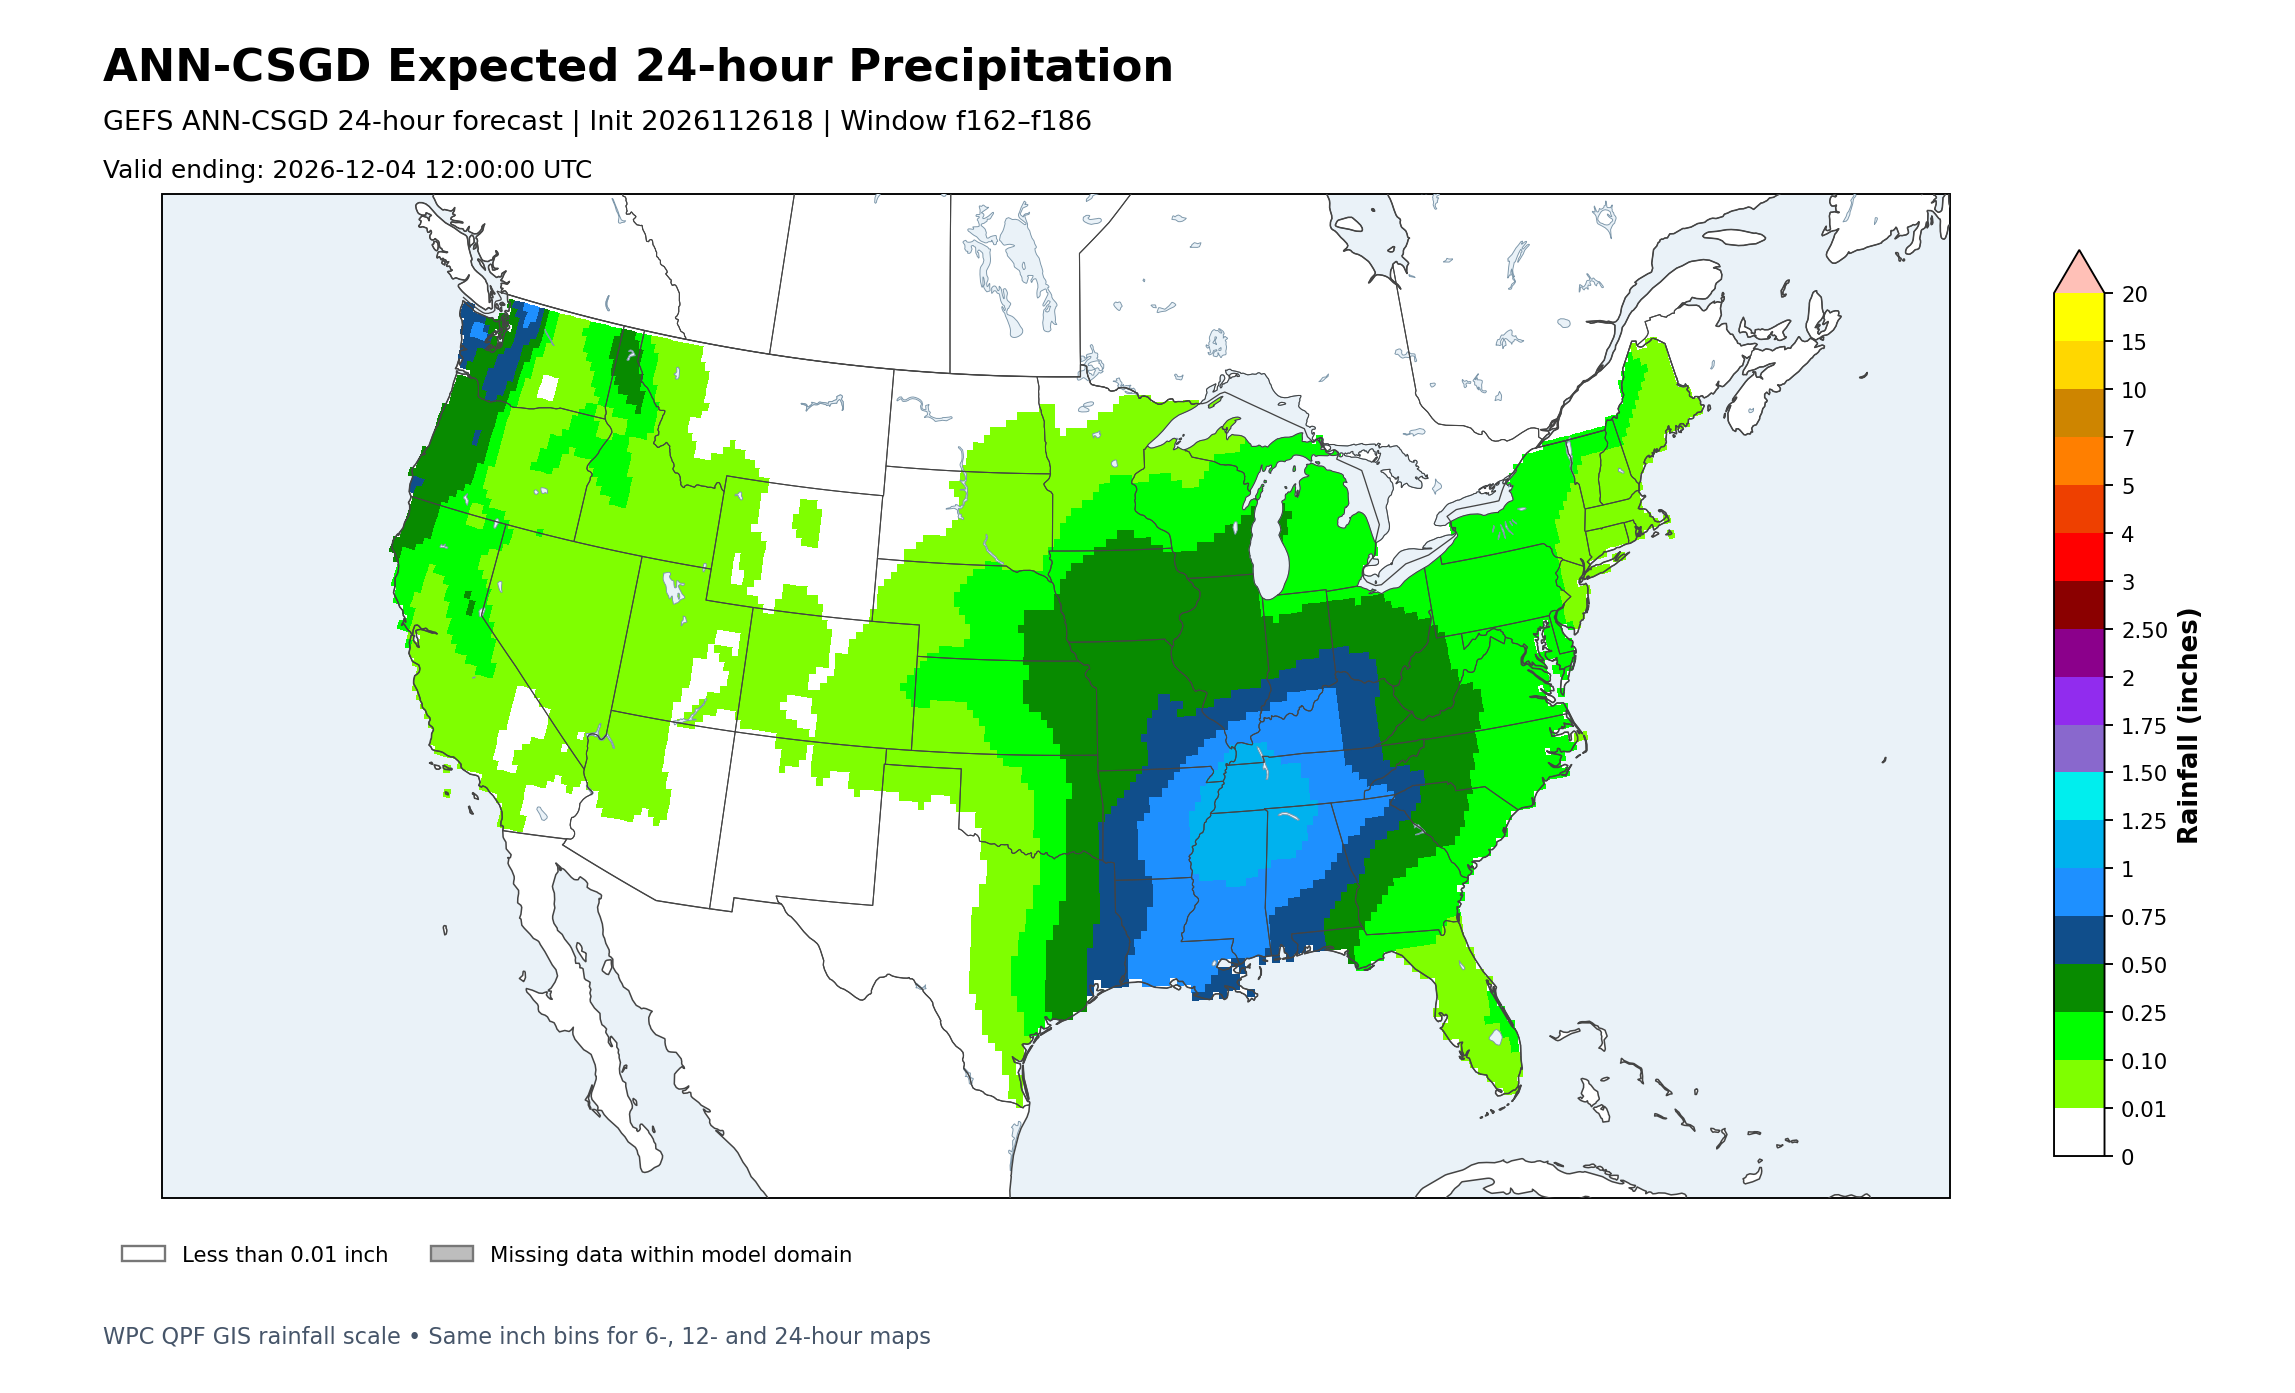 ANN-CSGD Expected 24-hour Precipitation
GEFS ANN-CSGD 24-hour forecast | Init 2026112618 | Window f162–f186
Valid ending: 2026-12-04 12:00:00 UTC
20
15
10
7
5
4
3
2.50
2
1.75
1.50
1.25
1
0.75
0.50
0.25
0.10
0.01
0
Rainfall (inches)
Less than 0.01 inch
Missing data within model domain
WPC QPF GIS rainfall scale • Same inch bins for 6-, 12- and 24-hour maps